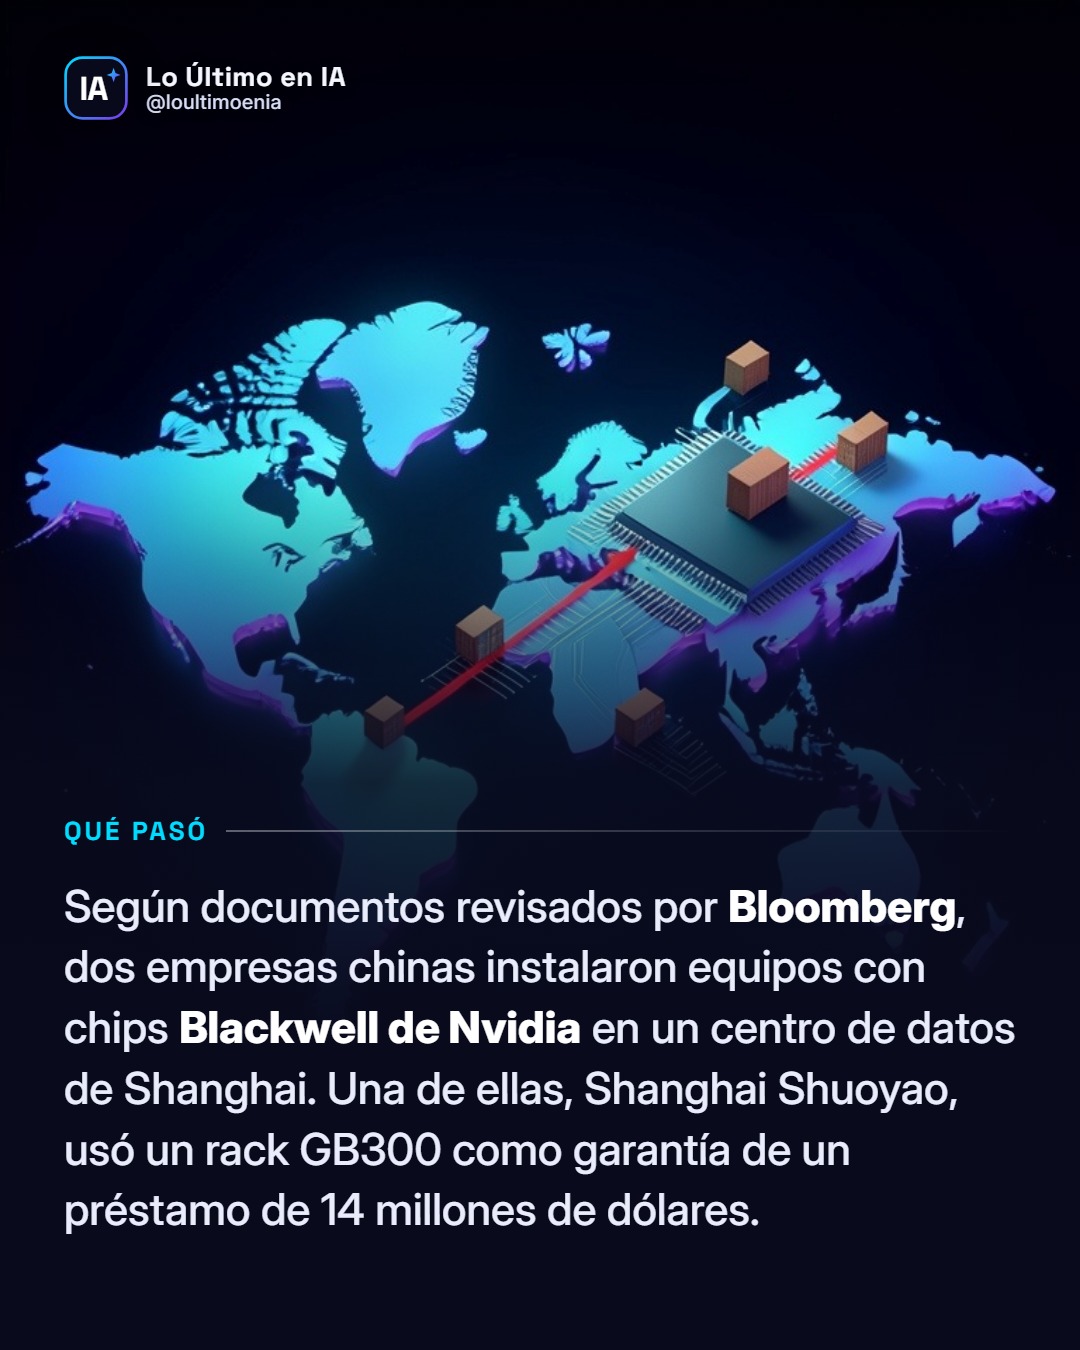 IA
Lo Último en IA
@loultimoenia
QUÉ PASÓ
Según documentos revisados por Bloomberg,
dos empresas chinas instalaron equipos con
chips Blackwell de Nvidia en un centro de datos
de Shanghai. Una de ellas, Shanghai Shuoyao,
usó un rack GB300 como garantía de un
préstamo de 14 millones de dólares.